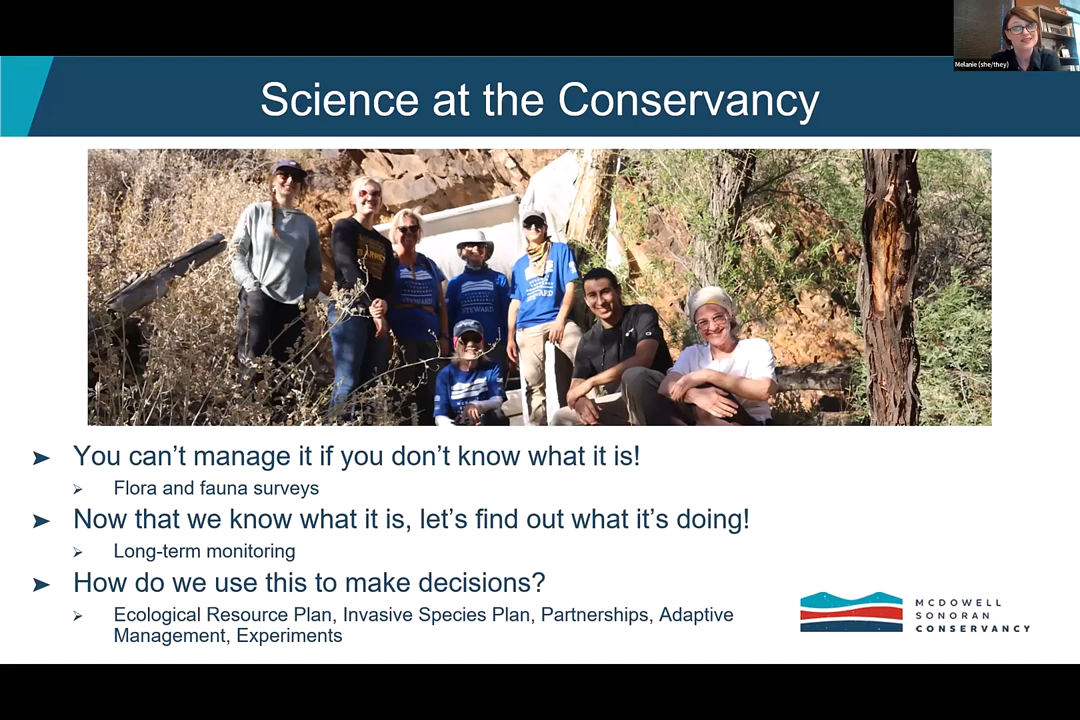 Melanie (she/they)
Science at the Conservancy
STEWARD
STEWARD
STEWARD
You can’t manage it if you don’t know what it is!
Flora and fauna surveys
Now that we know what it is, let’s find out what it’s doing!
Long-term monitoring
How do we use this to make decisions?
Ecological Resource Plan, Invasive Species Plan, Partnerships, Adaptive
Management, Experiments
MCDOWELL
SONORAN
CONSERVANCY